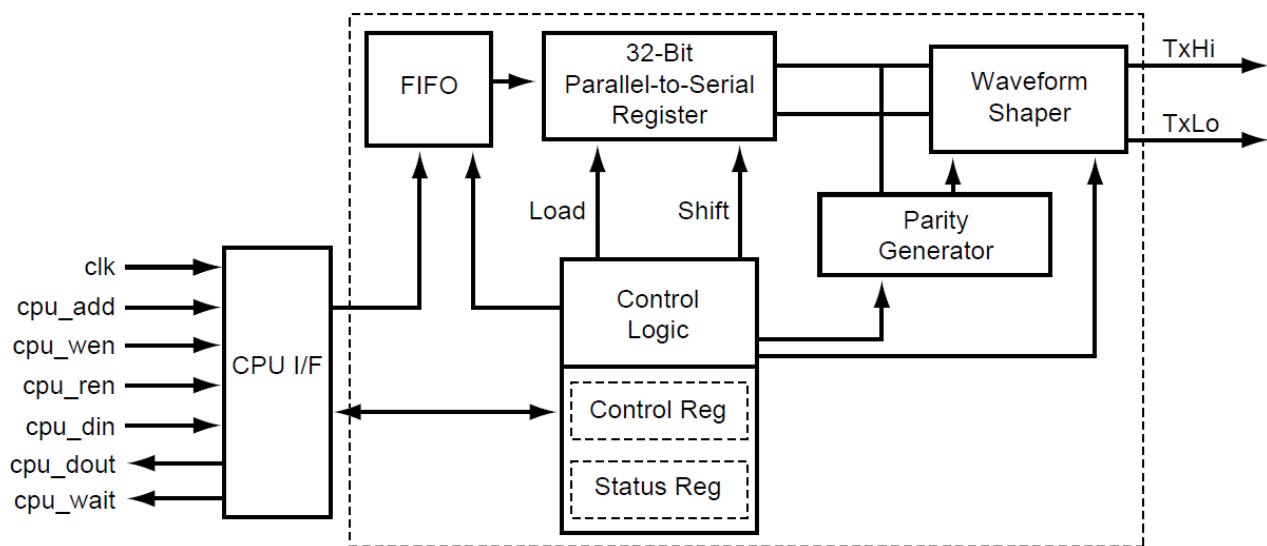 FIFO
32-Bit
Parallel-to-Serial
Register
Waveform
Shaper
TxHi
TxLo
Load
Shift
Parity
Generator
clk
cpu_add
cpu_wen
cpu_ren
cpu_din
cpu_dout
cpu_wait
CPU I/F
Control
Logic
Control Reg
Status Reg